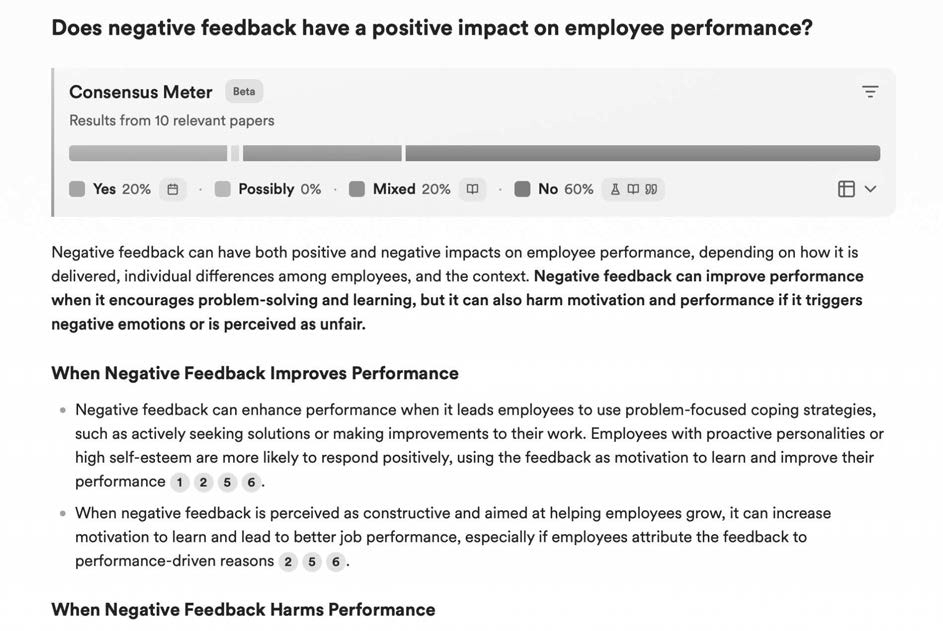 Does negative feedback have a positive impact on employee performance?
Consensus Meter Beta
Results from 10 relevant papers
Yes 20% · Possibly 0% · Mixed 20% · No 60%
Negative feedback can have both positive and negative impacts on employee performance, depending on how it is
delivered, individual differences among employees, and the context. Negative feedback can improve performance
when it encourages problem-solving and learning, but it can also harm motivation and performance if it triggers
negative emotions or is perceived as unfair.
When Negative Feedback Improves Performance
• Negative feedback can enhance performance when it leads employees to use problem-focused coping strategies,
such as actively seeking solutions or making improvements to their work. Employees with proactive personalities or
high self-esteem are more likely to respond positively, using the feedback as motivation to learn and improve their
performance 1 2 5 6 .
• When negative feedback is perceived as constructive and aimed at helping employees grow, it can increase
motivation to learn and lead to better job performance, especially if employees attribute the feedback to
performance-driven reasons 2 5 6 .
When Negative Feedback Harms Performance